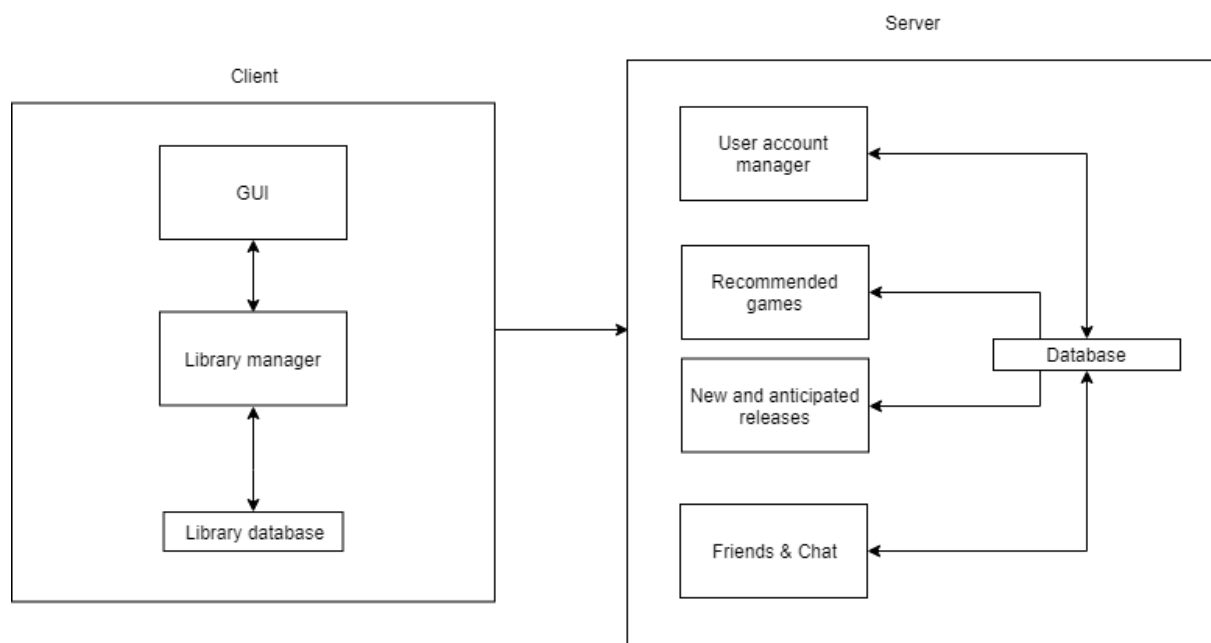 Server
Client
User account
manager
GUI
Recommended
games
Library manager
Database
New and anticipated
releases
Library database
Friends & Chat